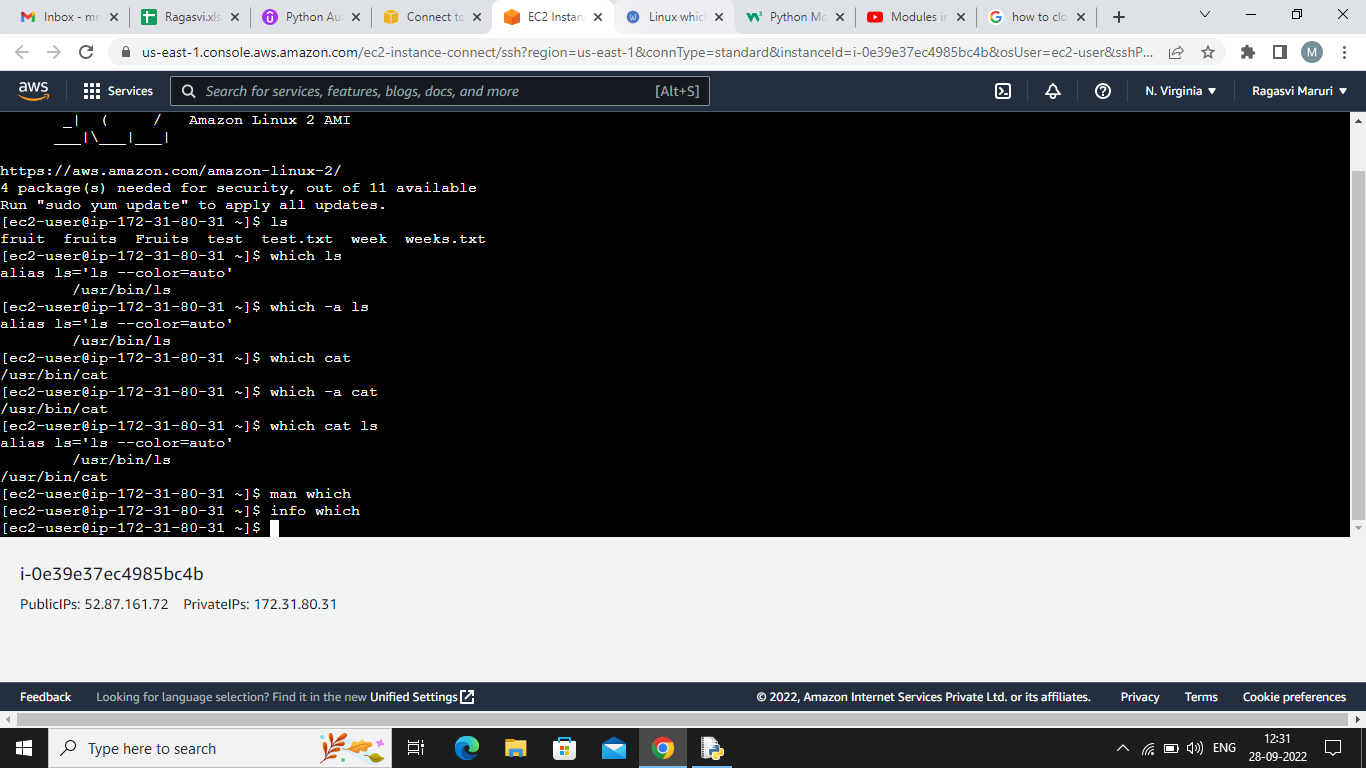 Inbox - mr
Ragasvi.xls
Python Au
Connect to
EC2 Instan
Linux whic
Python Mo
Modules in
how to clo
us-east-1.console.aws.amazon.com/ec2-instance-connect/ssh?region=us-east-1&connType=standard&instanceId=i-0e39e37ec4985bc4b&osUser=ec2-user&sshP...
M
aws
Services
Search for services, features, blogs, docs, and more
[Alt+S]
N. Virginia
Ragasvi Maruri
_| ( / Amazon Linux 2 AMI
___|\___|___|
https://aws.amazon.com/amazon-linux-2/
4 package(s) needed for security, out of 11 available
Run "sudo yum update" to apply all updates.
[ec2-user@ip-172-31-80-31 ~]$ ls
fruit fruits Fruits test test.txt week weeks.txt
[ec2-user@ip-172-31-80-31 ~]$ which ls
alias ls='ls --color=auto'
/usr/bin/ls
[ec2-user@ip-172-31-80-31 ~]$ which -a ls
alias ls='ls --color=auto'
/usr/bin/ls
[ec2-user@ip-172-31-80-31 ~]$ which cat
/usr/bin/cat
[ec2-user@ip-172-31-80-31 ~]$ which -a cat
/usr/bin/cat
[ec2-user@ip-172-31-80-31 ~]$ which cat ls
alias ls='ls --color=auto'
/usr/bin/ls
/usr/bin/cat
[ec2-user@ip-172-31-80-31 ~]$ man which
[ec2-user@ip-172-31-80-31 ~]$ info which
[ec2-user@ip-172-31-80-31 ~]$
i-0e39e37ec4985bc4b
PublicIPs: 52.87.161.72 PrivateIPs: 172.31.80.31
Feedback
Looking for language selection? Find it in the new Unified Settings
© 2022, Amazon Internet Services Private Ltd. or its affiliates.
Privacy
Terms
Cookie preferences
Type here to search
ENG
12:31
28-09-2022